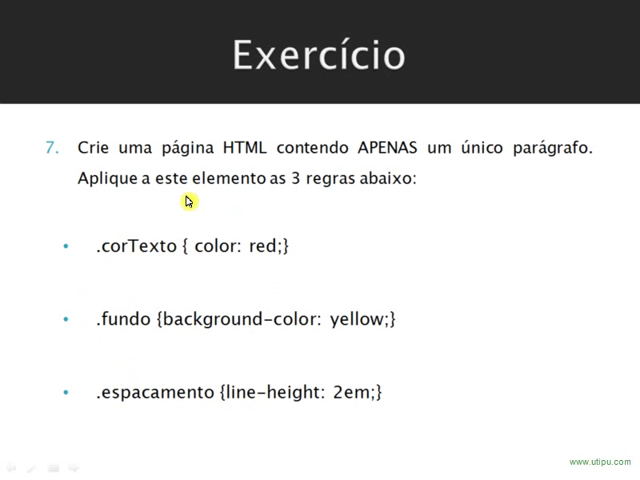 Exercício
7. Crie uma página HTML contendo APENAS um único parágrafo.
Aplique a este elemento as 3 regras abaixo:
• .corTexto { color: red;}
• .fundo {background-color: yellow;}
• .espacamento {line-height: 2em;}
www.utipu.com